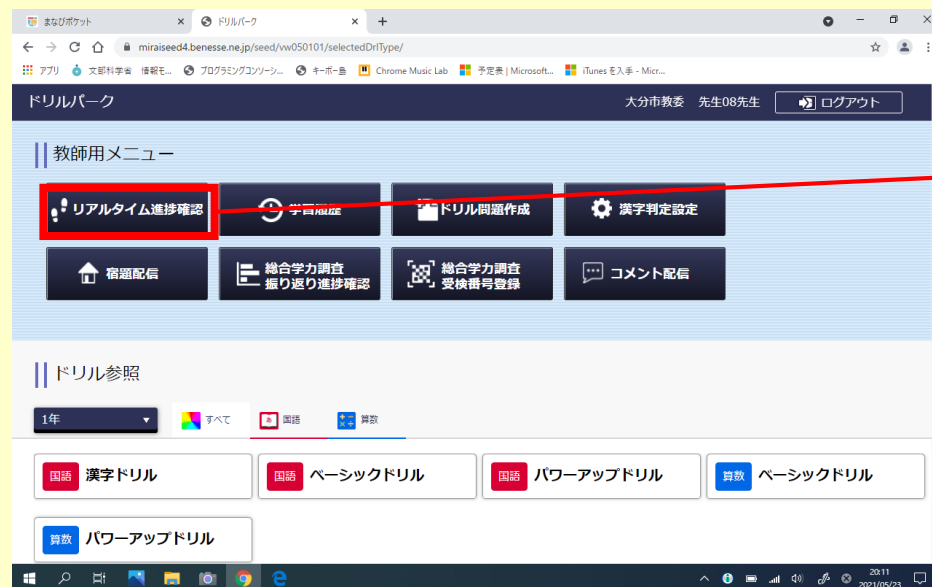 まなびポケット
ドリルパーク
miraiseed4.benesse.ne.jp/seed/vw050101/selectedDrlType/
アプリ 文部科学省 情報モ... プログラミングコンソーシ... キーボー島 Chrome Music Lab 予定表 | Microsoft... iTunes を入手 - Micr...
ドリルパーク 大分市教委 先生08先生 ログアウト
教師用メニュー
リアルタイム進捗確認 学習履歴 ドリル問題作成 漢字判定設定
宿題配信 総合学力調査 振り返り進捗確認 総合学力調査 受検番号登録 コメント配信
ドリル参照
1年 すべて あ 国語 算数
国語 漢字ドリル 国語 ベーシックドリル 国語 パワーアップドリル 算数 ベーシックドリル
算数 パワーアップドリル
20:11
2021/05/23